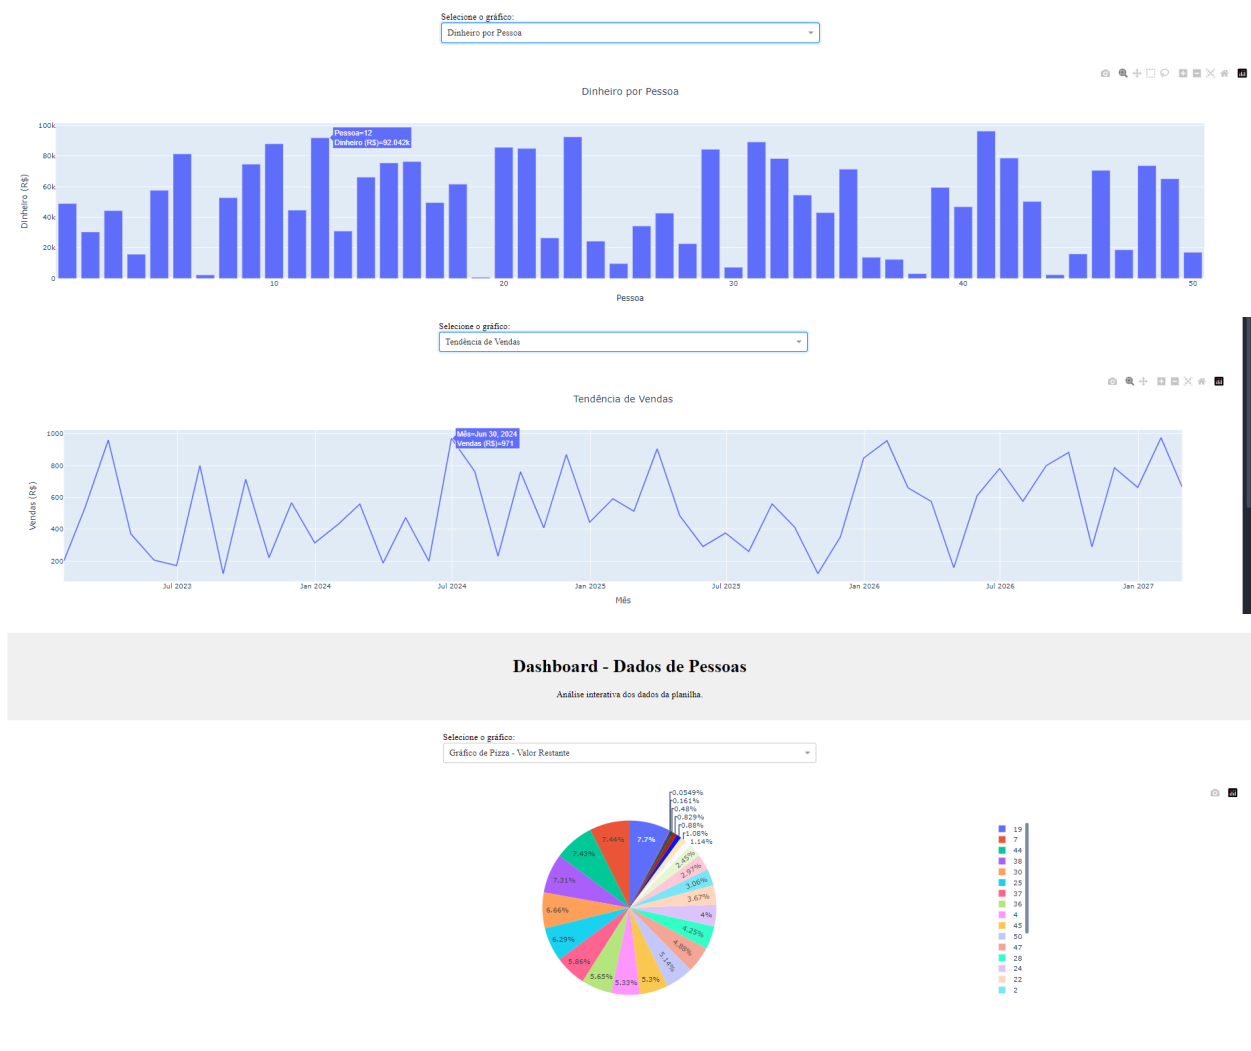 Selecione o gráfico:
Dinheiro por Pessoa
Dinheiro por Pessoa
Pessoa=12
Dinheiro (R$)=92.042k
100k
80k
60k
40k
20k
0
Dinheiro (R$)
10
20
30
40
50
Pessoa
Selecione o gráfico:
Tendência de Vendas
Tendência de Vendas
Mês=Jun 30, 2024
Vendas (R$)=971
1000
800
600
400
200
Vendas (R$)
Jul 2023
Jan 2024
Jul 2024
Jan 2025
Jul 2025
Jan 2026
Jul 2026
Jan 2027
Mês
Dashboard - Dados de Pessoas
Análise interativa dos dados da planilha.
Selecione o gráfico:
Gráfico de Pizza - Valor Restante
0.0549%
0.161%
0.48%
0.829%
0.88%
1.08%
1.14%
2.45%
2.97%
3.06%
3.67%
4%
4.25%
4.88%
5.14%
5.3%
5.33%
5.65%
5.86%
6.29%
6.66%
7.31%
7.43%
7.44%
7.7%
19
7
44
38
30
25
37
36
4
45
50
47
28
24
22
2